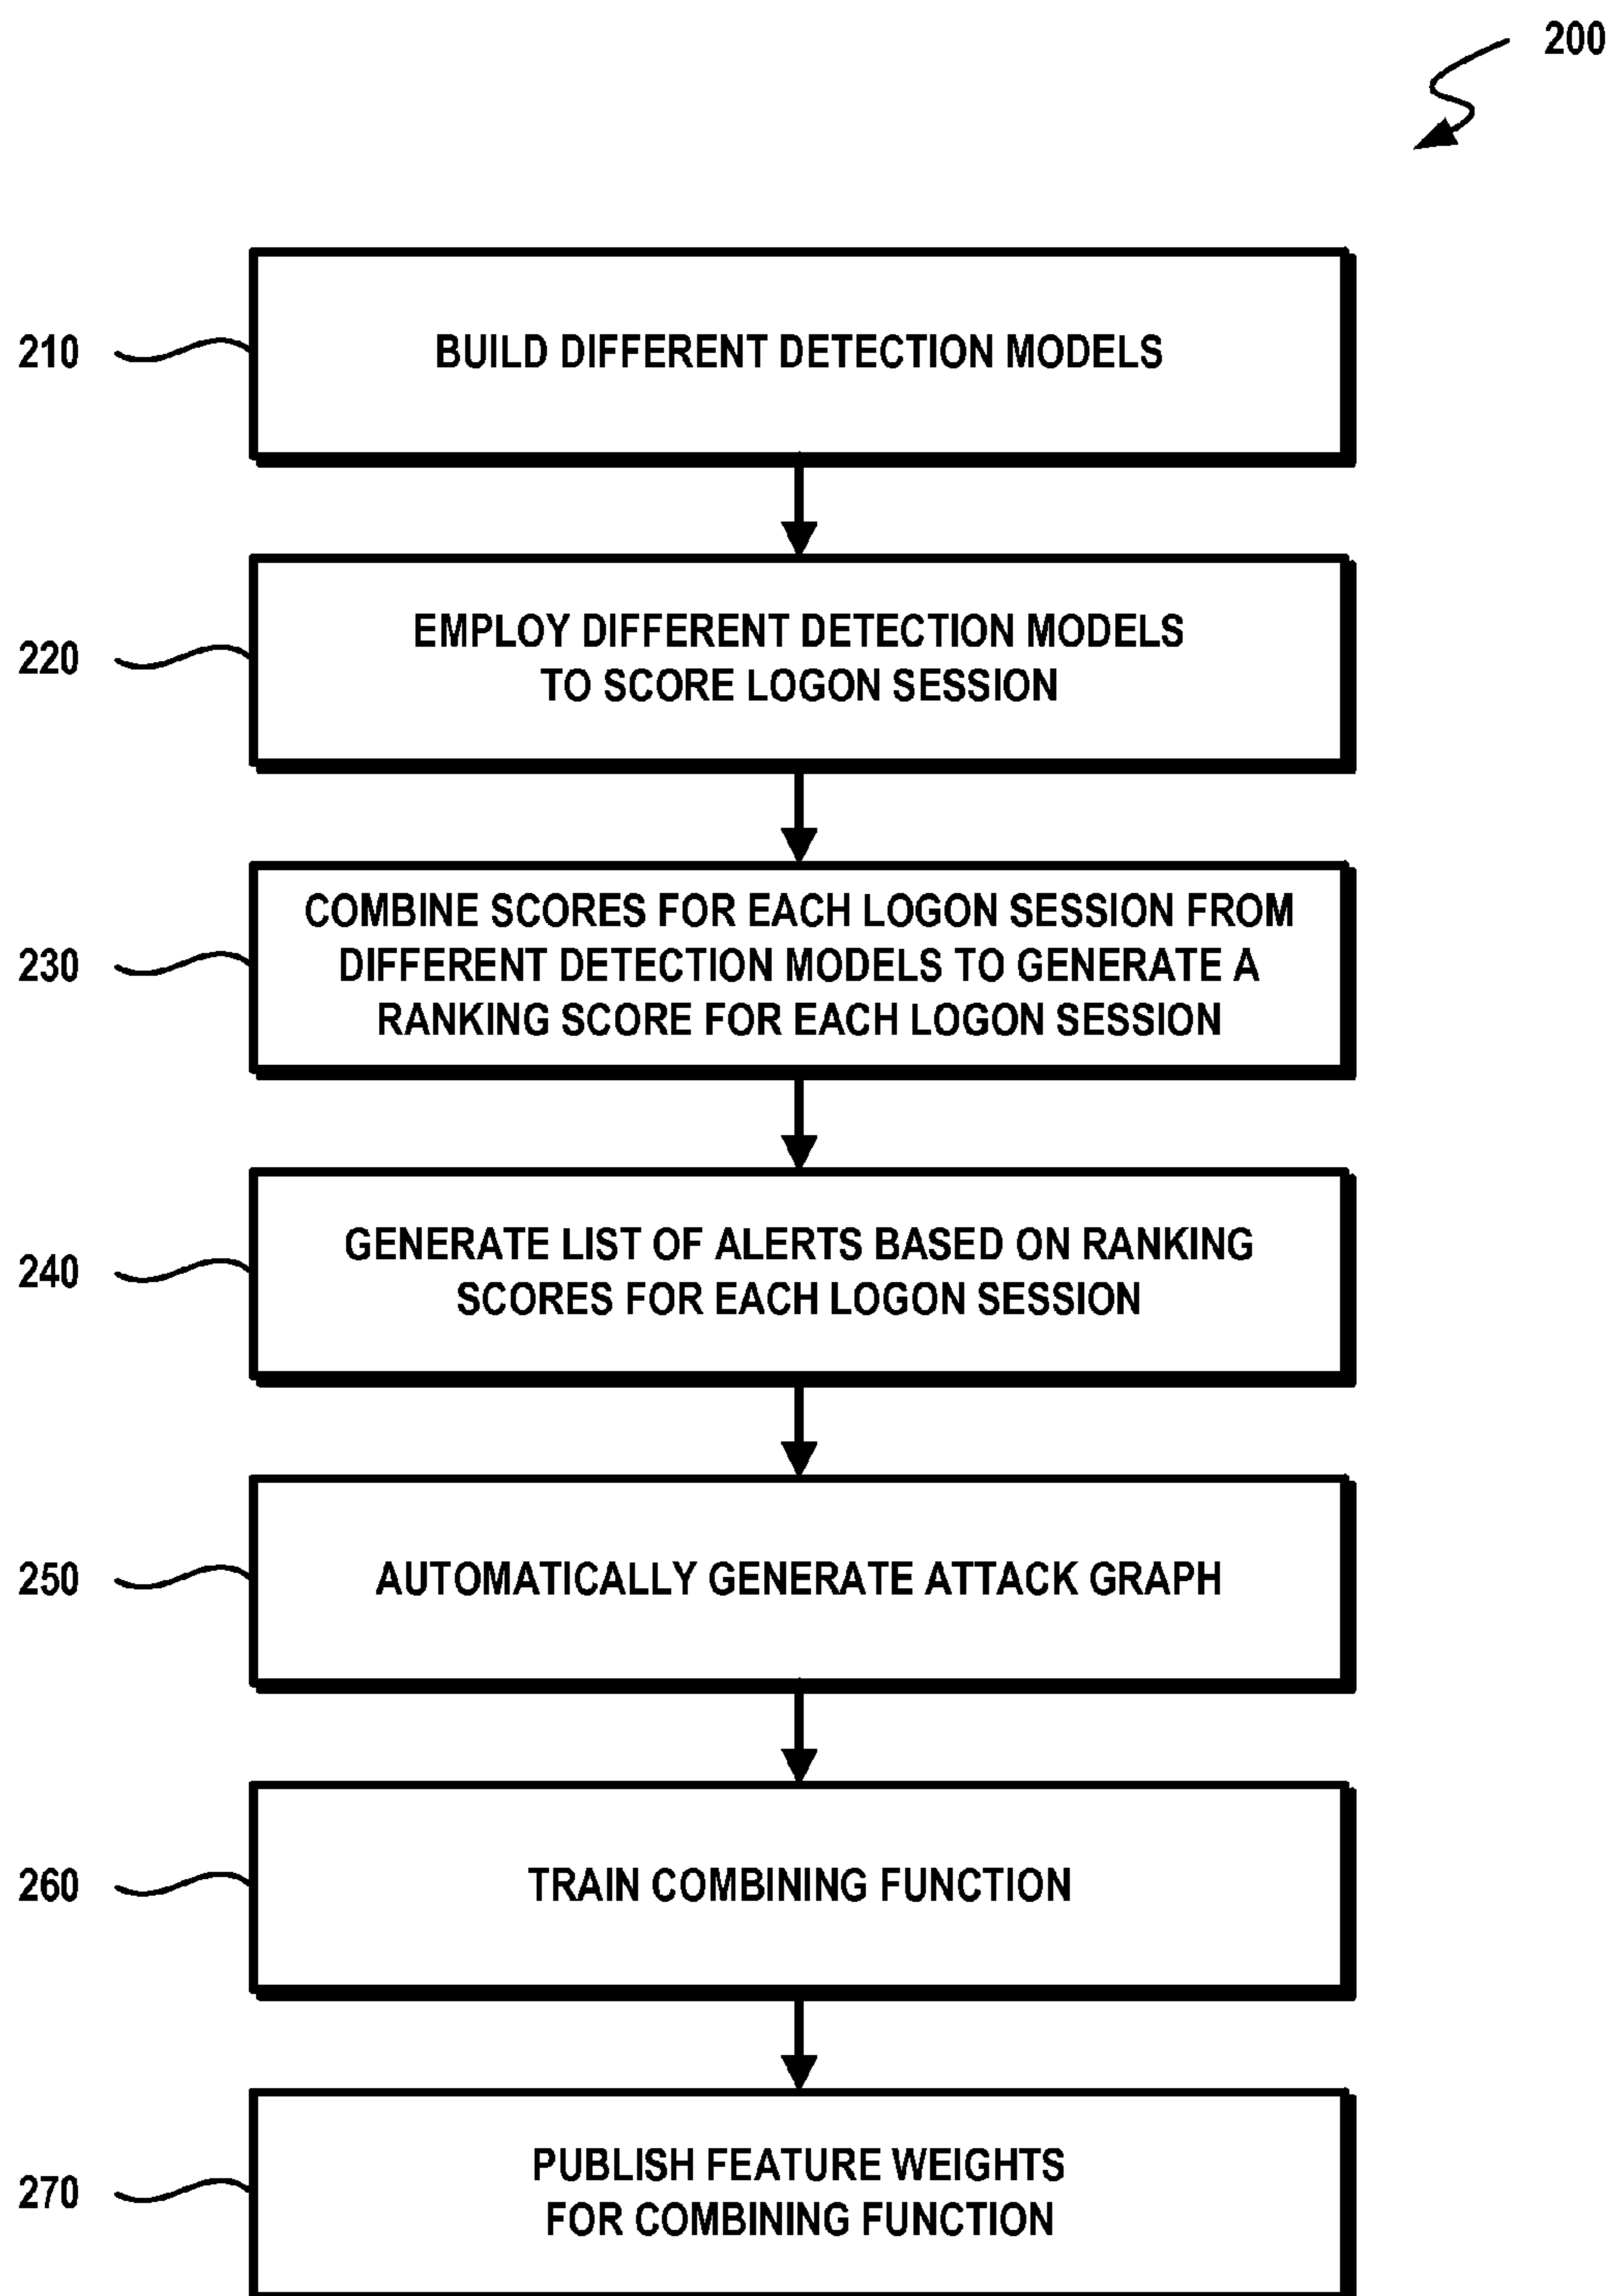 200
210
BUILD DIFFERENT DETECTION MODELS
220
EMPLOY DIFFERENT DETECTION MODELS
TO SCORE LOGON SESSION
230
COMBINE SCORES FOR EACH LOGON SESSION FROM
DIFFERENT DETECTION MODELS TO GENERATE A
RANKING SCORE FOR EACH LOGON SESSION
240
GENERATE LIST OF ALERTS BASED ON RANKING
SCORES FOR EACH LOGON SESSION
250
AUTOMATICALLY GENERATE ATTACK GRAPH
260
TRAIN COMBINING FUNCTION
270
PUBLISH FEATURE WEIGHTS
FOR COMBINING FUNCTION